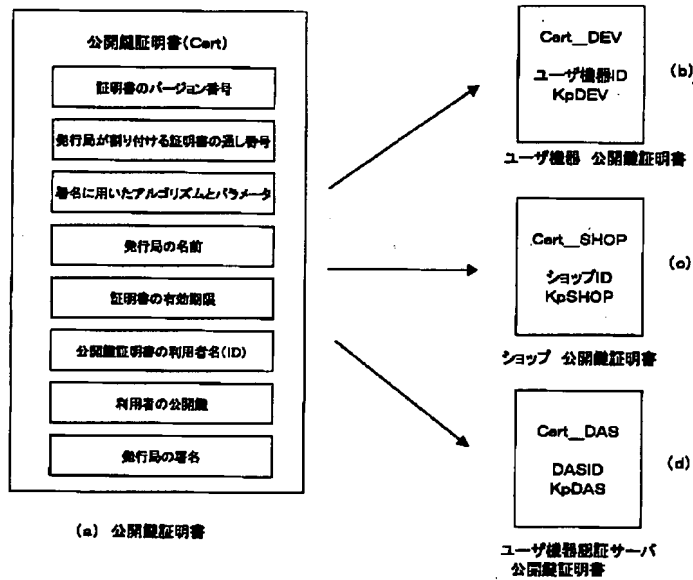 公開鍵証明書(Cert)
証明書のバージョン番号
発行局が割り付ける証明書の通し番号
署名に用いたアルゴリズムとパラメータ
発行局の名前
証明書の有効期限
公開鍵証明書の利用者名(ID)
利用者の公開鍵
発行局の署名
(a) 公開鍵証明書
Cert__DEV
ユーザ機器ID
KpDEV
(b)
ユーザ機器 公開鍵証明書
Cert__SHOP
ショップID
KpSHOP
(c)
ショップ 公開鍵証明書
Cert__DAS
DASID
KpDAS
(d)
ユーザ機器認証サーバ
公開鍵証明書